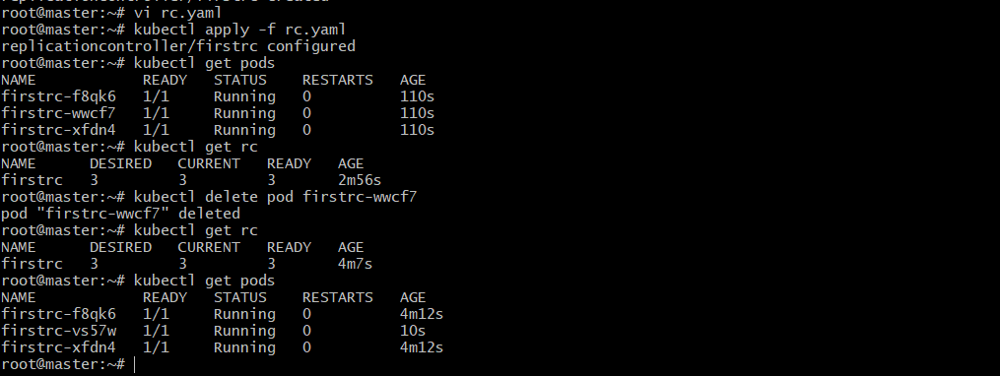 root@master:~# vi rc.yaml
root@master:~# kubectl apply -f rc.yaml
replicationcontroller/firstrc configured
root@master:~# kubectl get pods
NAME READY STATUS RESTARTS AGE
firstrc-f8qk6 1/1 Running 0 110s
firstrc-wwcf7 1/1 Running 0 110s
firstrc-xfdn4 1/1 Running 0 110s
root@master:~# kubectl get rc
NAME DESIRED CURRENT READY AGE
firstrc 3 3 3 2m56s
root@master:~# kubectl delete pod firstrc-wwcf7
pod "firstrc-wwcf7" deleted
root@master:~# kubectl get rc
NAME DESIRED CURRENT READY AGE
firstrc 3 3 3 4m7s
root@master:~# kubectl get pods
NAME READY STATUS RESTARTS AGE
firstrc-f8qk6 1/1 Running 0 4m12s
firstrc-vs57w 1/1 Running 0 10s
firstrc-xfdn4 1/1 Running 0 4m12s
root@master:~#